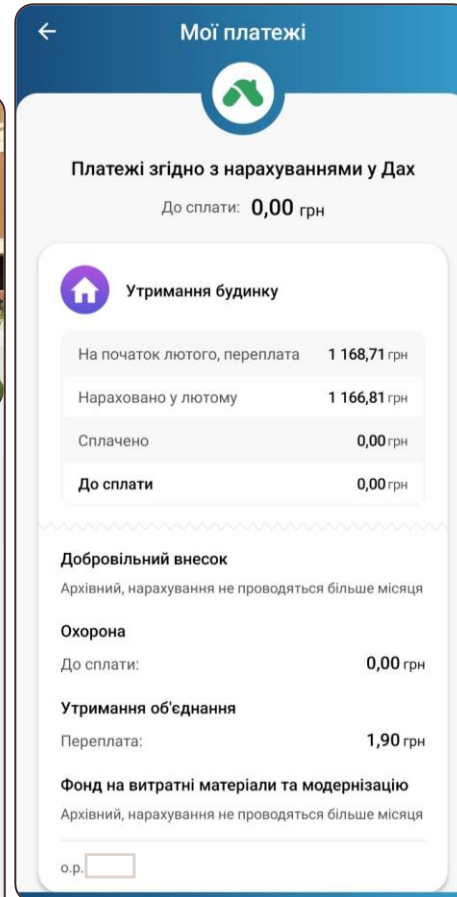 Мої платежі
Платежі згідно з нарахуваннями у Дах
До сплати: 0,00 грн
Утримання будинку
На початок лютого, переплата 1 168,71 грн
Нараховано у лютому 1 166,81 грн
Сплачено 0,00 грн
До сплати 0,00 грн
Добровільний внесок
Архівний, нарахування не проводяться більше місяця
Охорона
До сплати: 0,00 грн
Утримання об'єднання
Переплата: 1,90 грн
Фонд на витратні матеріали та модернізацію
Архівний, нарахування не проводяться більше місяця
о.р.